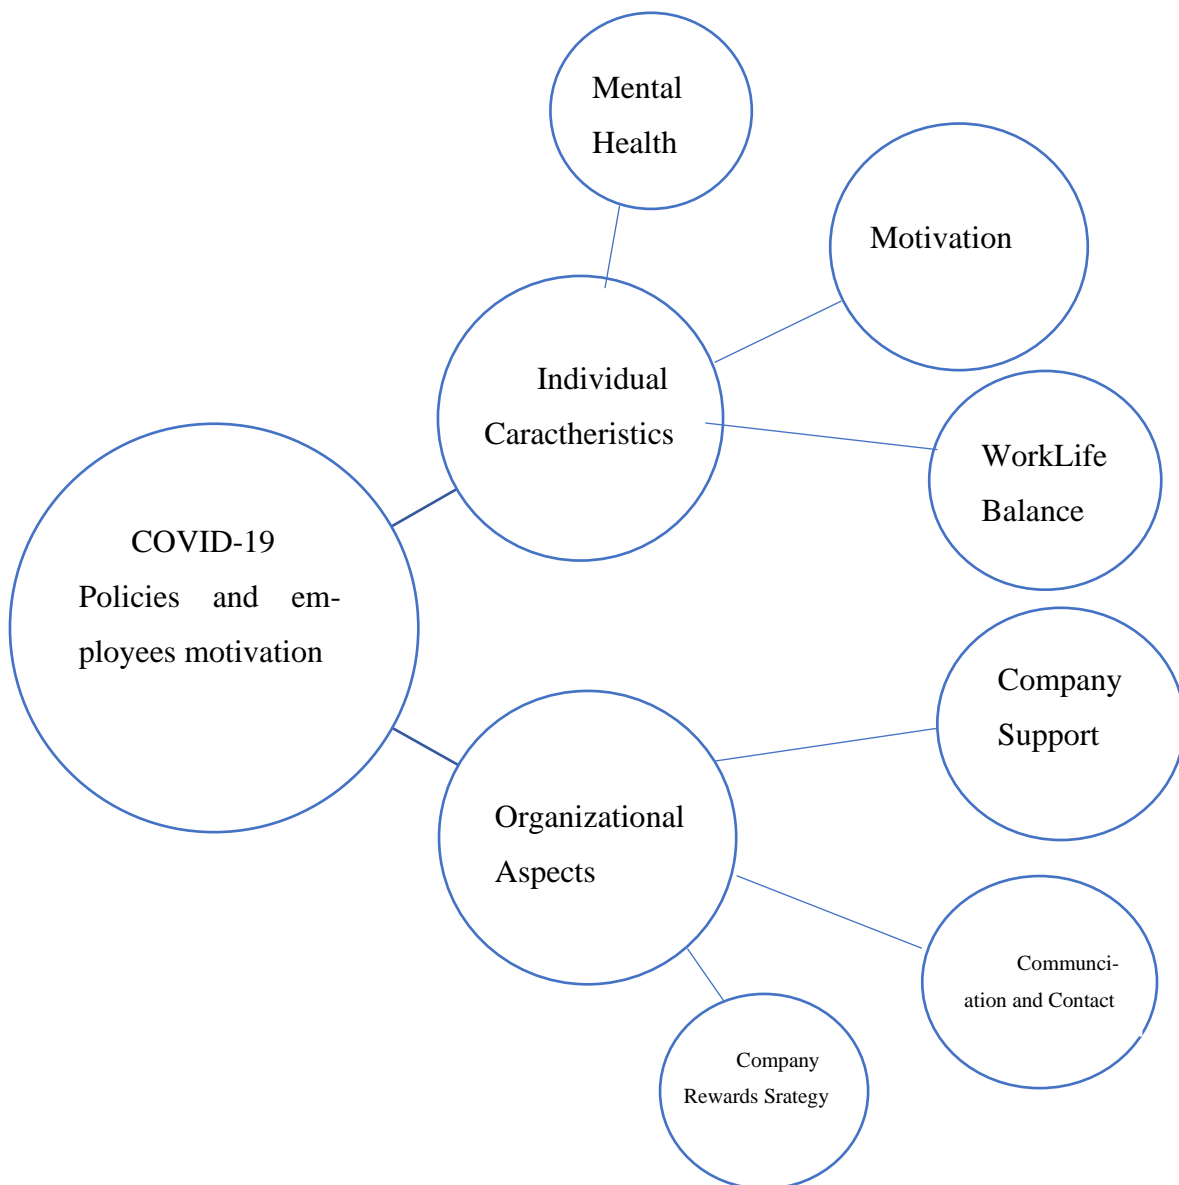 Mental
Health
Motivation
Individual
Caractheristics
WorkLife
Balance
COVID-19
Policies and em-
ployees motivation
Company
Support
Organizational
Aspects
Communci-
ation and Contact
Company
Rewards Srategy